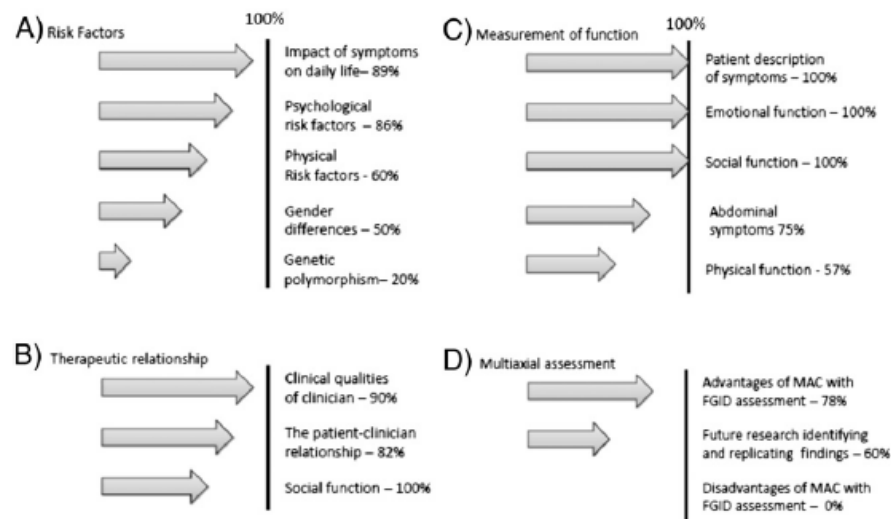 A) Risk Factors
100%
Impact of symptoms
on daily life– 89%
Psychological
risk factors – 86%
Physical
Risk factors - 60%
Gender
differences – 50%
Genetic
polymorphism– 20%
B) Therapeutic relationship
Clinical qualities
of clinician – 90%
The patient-clinician
relationship – 82%
Social function – 100%
C) Measurement of function
100%
Patient description
of symptoms – 100%
Emotional function – 100%
Social function – 100%
Abdominal
symptoms 75%
Physical function - 57%
D) Multiaxial assessment
Advantages of MAC with
FGID assessment – 78%
Future research identifying
and replicating findings – 60%
Disadvantages of MAC with
FGID assessment – 0%